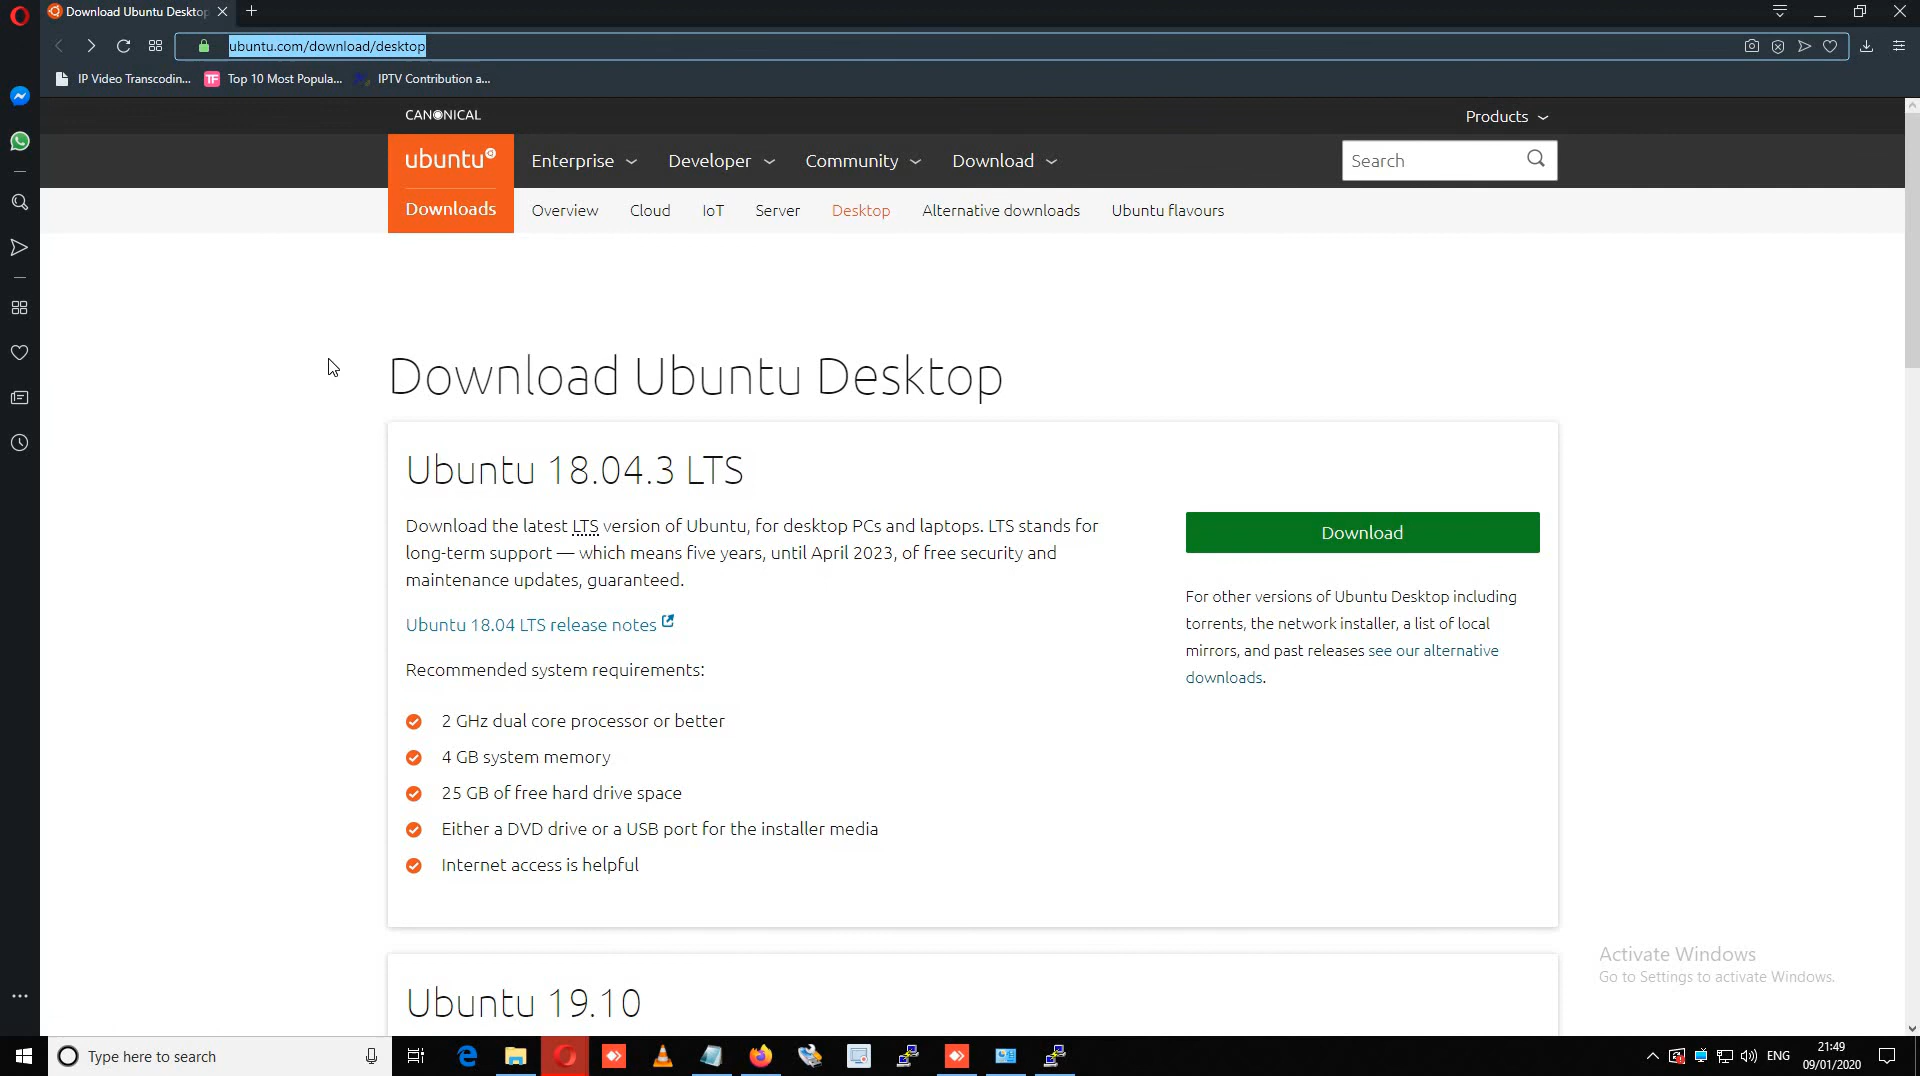 Download Ubuntu Desktop
ubuntu.com/download/desktop
IP Video Transcodin...
TF
Top 10 Most Popula...
IPTV Contribution a...
CANONICAL
Products
ubuntu
Enterprise
Developer
Community
Download
Search
Downloads
Overview
Cloud
IoT
Server
Desktop
Alternative downloads
Ubuntu flavours
Download Ubuntu Desktop
Ubuntu 18.04.3 LTS
Download the latest LTS version of Ubuntu, for desktop PCs and laptops. LTS stands for
long-term support — which means five years, until April 2023, of free security and
maintenance updates, guaranteed.
Ubuntu 18.04 LTS release notes
Recommended system requirements:
2 GHz dual core processor or better
4 GB system memory
25 GB of free hard drive space
Either a DVD drive or a USB port for the installer media
Internet access is helpful
Download
For other versions of Ubuntu Desktop including
torrents, the network installer, a list of local
mirrors, and past releases see our alternative
downloads.
Ubuntu 19.10
Activate Windows
Go to Settings to activate Windows.
Type here to search
ENG
21:49
09/01/2020